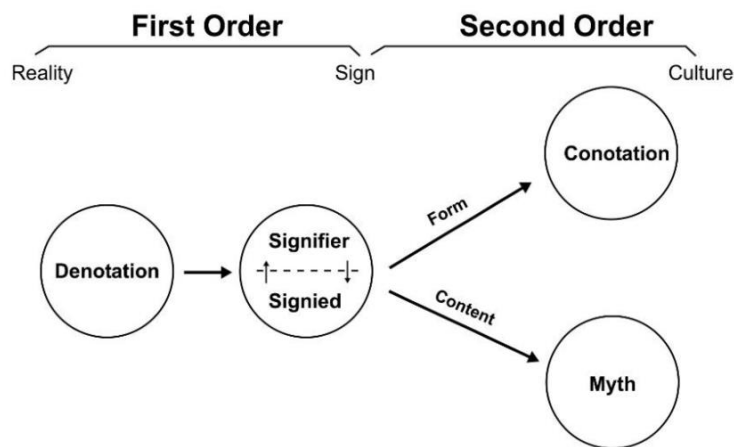 First Order
Second Order
Reality
Sign
Culture
Conotation
Form
Denotation
Signifier
Signied
Content
Myth